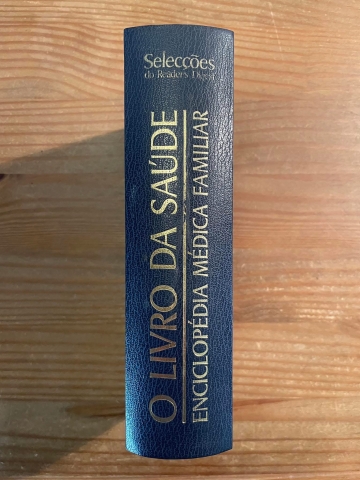 Selecções
do Reader's Digest
O LIVRO DA SAÚDE
ENCICLOPÉDIA MÉDICA FAMILIAR